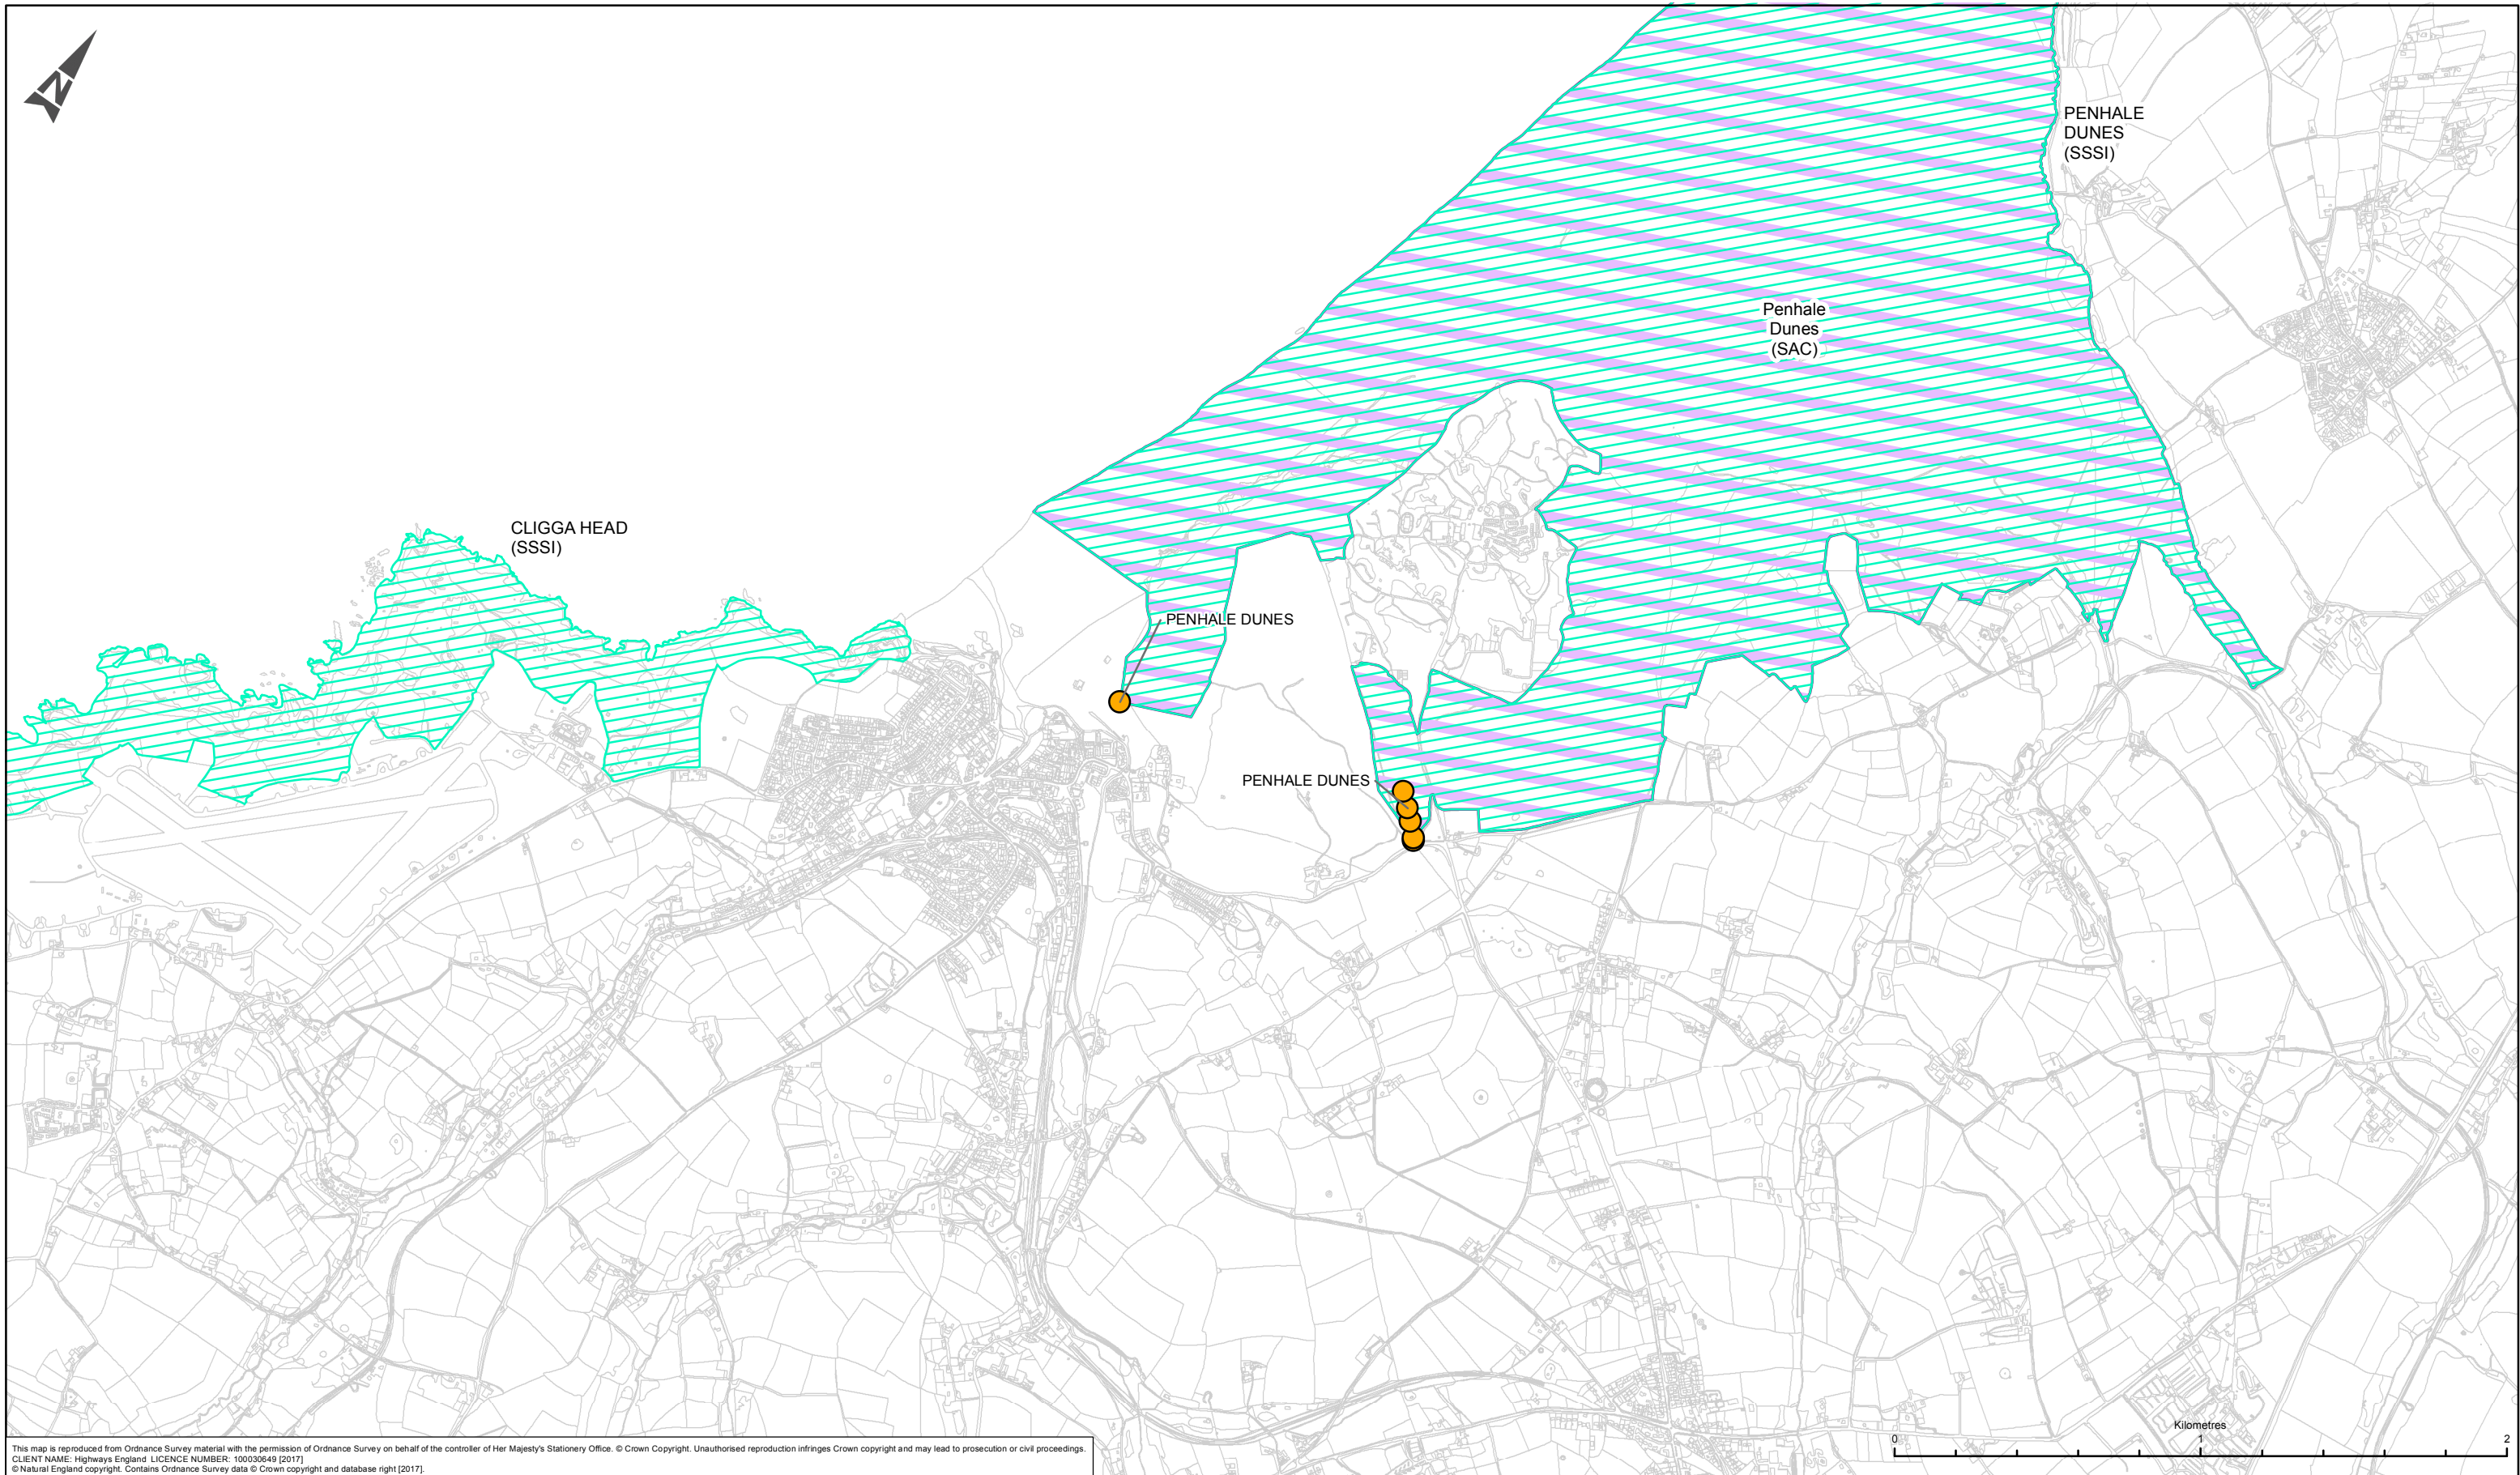 N
PENHALE
DUNES
(SSSI)
Penhale
Dunes
(SAC)
CLIGGA HEAD
(SSSI)
PENHALE DUNES
PENHALE DUNES
Kilometres
0 1 2
This map is reproduced from Ordnance Survey material with the permission of Ordnance Survey on behalf of the controller of Her Majesty's Stationery Office. © Crown Copyright. Unauthorised reproduction infringes Crown copyright and may lead to prosecution or civil proceedings.
CLIENT NAME: Highways England LICENCE NUMBER: 100030649 [2017]
© Natural England copyright. Contains Ordnance Survey data © Crown copyright and database right [2017].